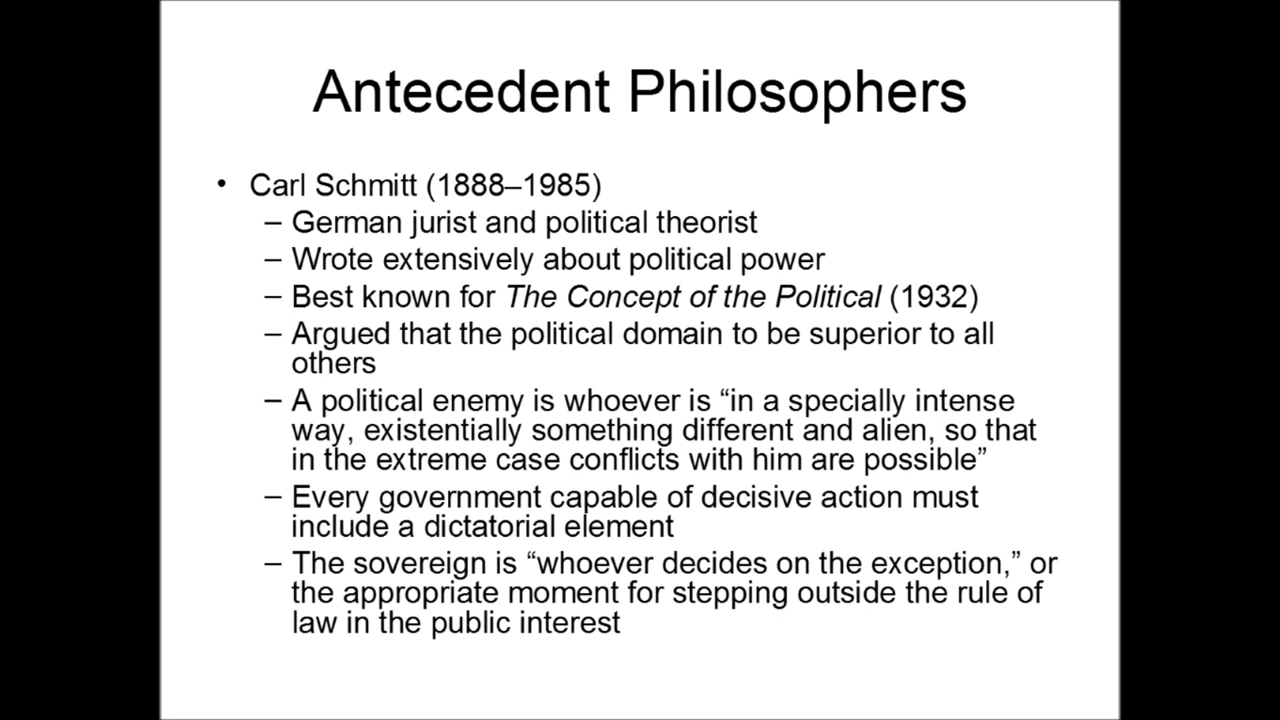 Antecedent Philosophers
• Carl Schmitt (1888–1985)
– German jurist and political theorist
– Wrote extensively about political power
– Best known for The Concept of the Political (1932)
– Argued that the political domain to be superior to all
others
– A political enemy is whoever is “in a specially intense
way, existentially something different and alien, so that
in the extreme case conflicts with him are possible”
– Every government capable of decisive action must
include a dictatorial element
– The sovereign is “whoever decides on the exception,” or
the appropriate moment for stepping outside the rule of
law in the public interest